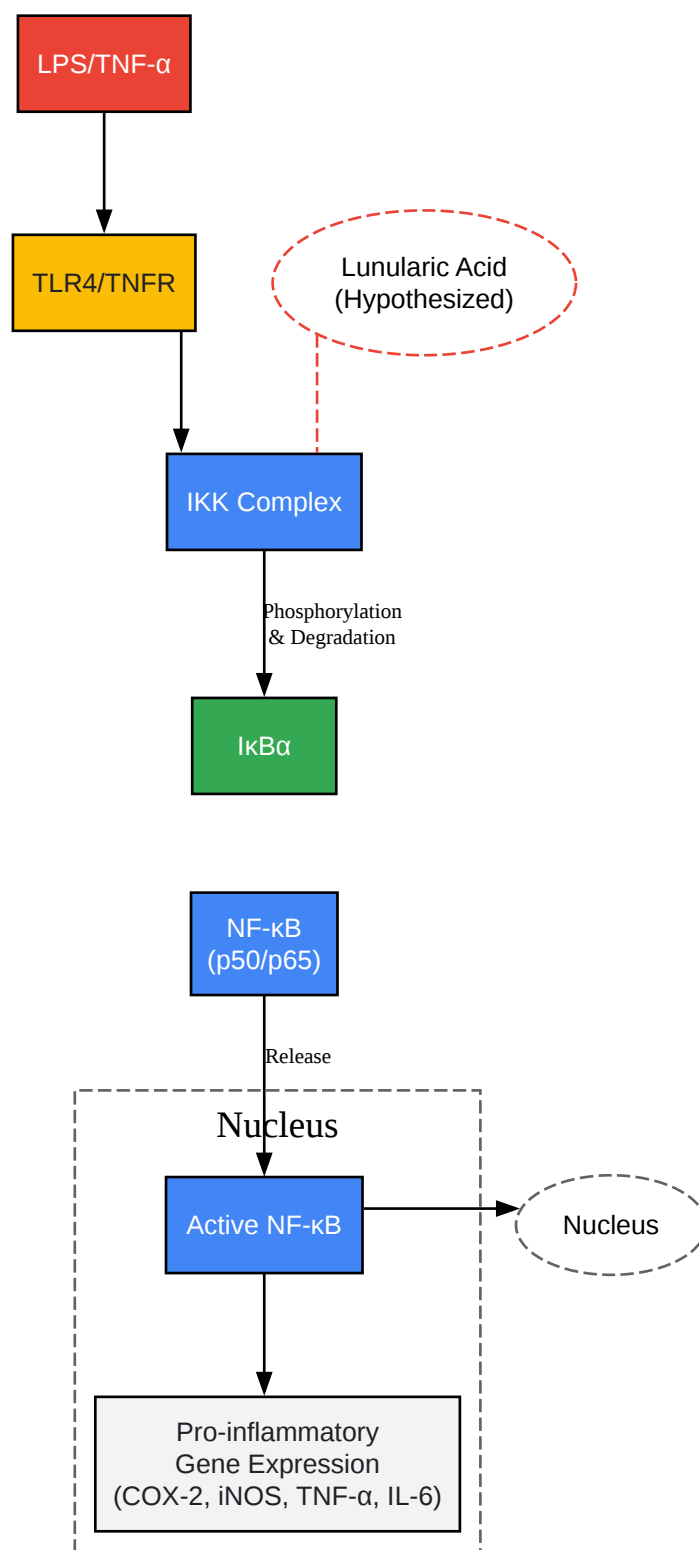 LPS/TNF-α
TLR4/TNFR
Lunularic Acid
(Hypothesized)
IKK Complex
Phosphorylation
& Degradation
IκBα
NF-κB
(p50/p65)
Release
Nucleus
Active NF-κB
Nucleus
Pro-inflammatory
Gene Expression
(COX-2, iNOS, TNF-α, IL-6)